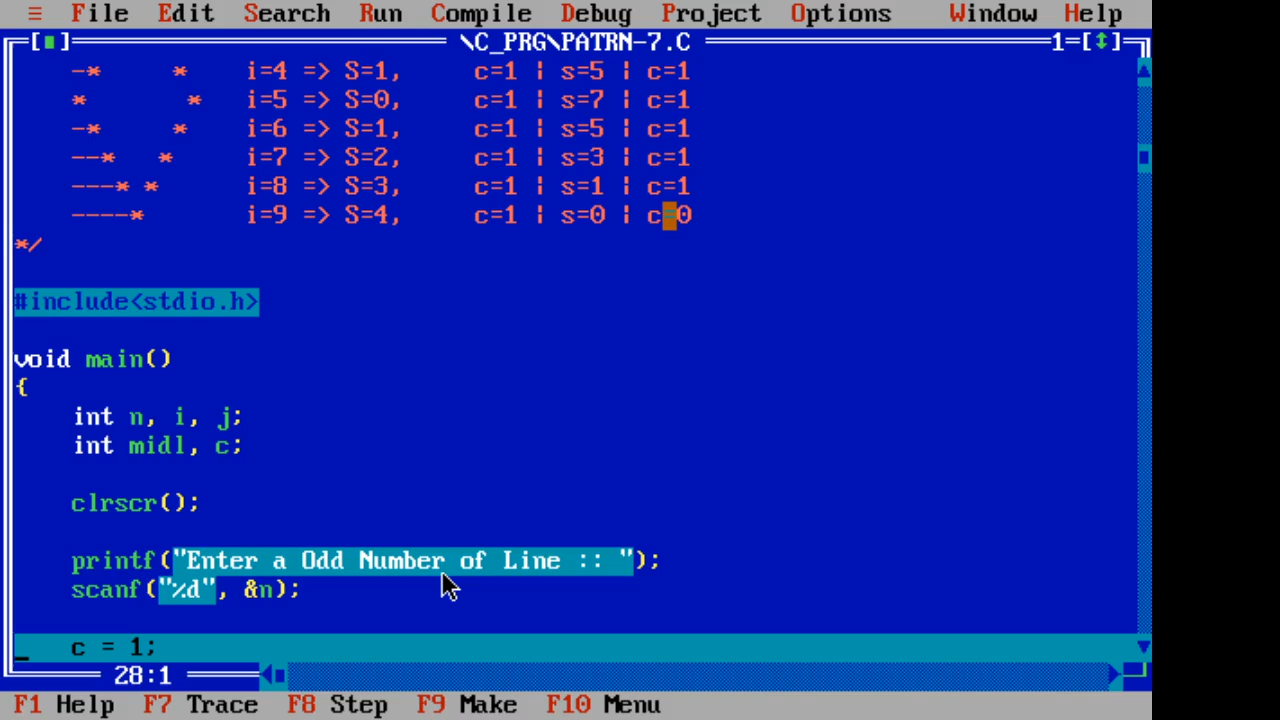 ≡ File Edit Search Run Compile Debug Project Options Window Help
[■] \C_PRG\PATRN-7.C 1=[↕]
-* * i=4 => S=1, c=1 | s=5 | c=1
* * i=5 => S=0, c=1 | s=7 | c=1
-* * i=6 => S=1, c=1 | s=5 | c=1
--* * i=7 => S=2, c=1 | s=3 | c=1
---* * i=8 => S=3, c=1 | s=1 | c=1
----* i=9 => S=4, c=1 | s=0 | c=0
*/
#include<stdio.h>
void main()
{
int n, i, j;
int midl, c;
clrscr();
printf("Enter a Odd Number of Line :: ");
scanf("%d", &n);
c = 1;
28:1
F1 Help F7 Trace F8 Step F9 Make F10 Menu